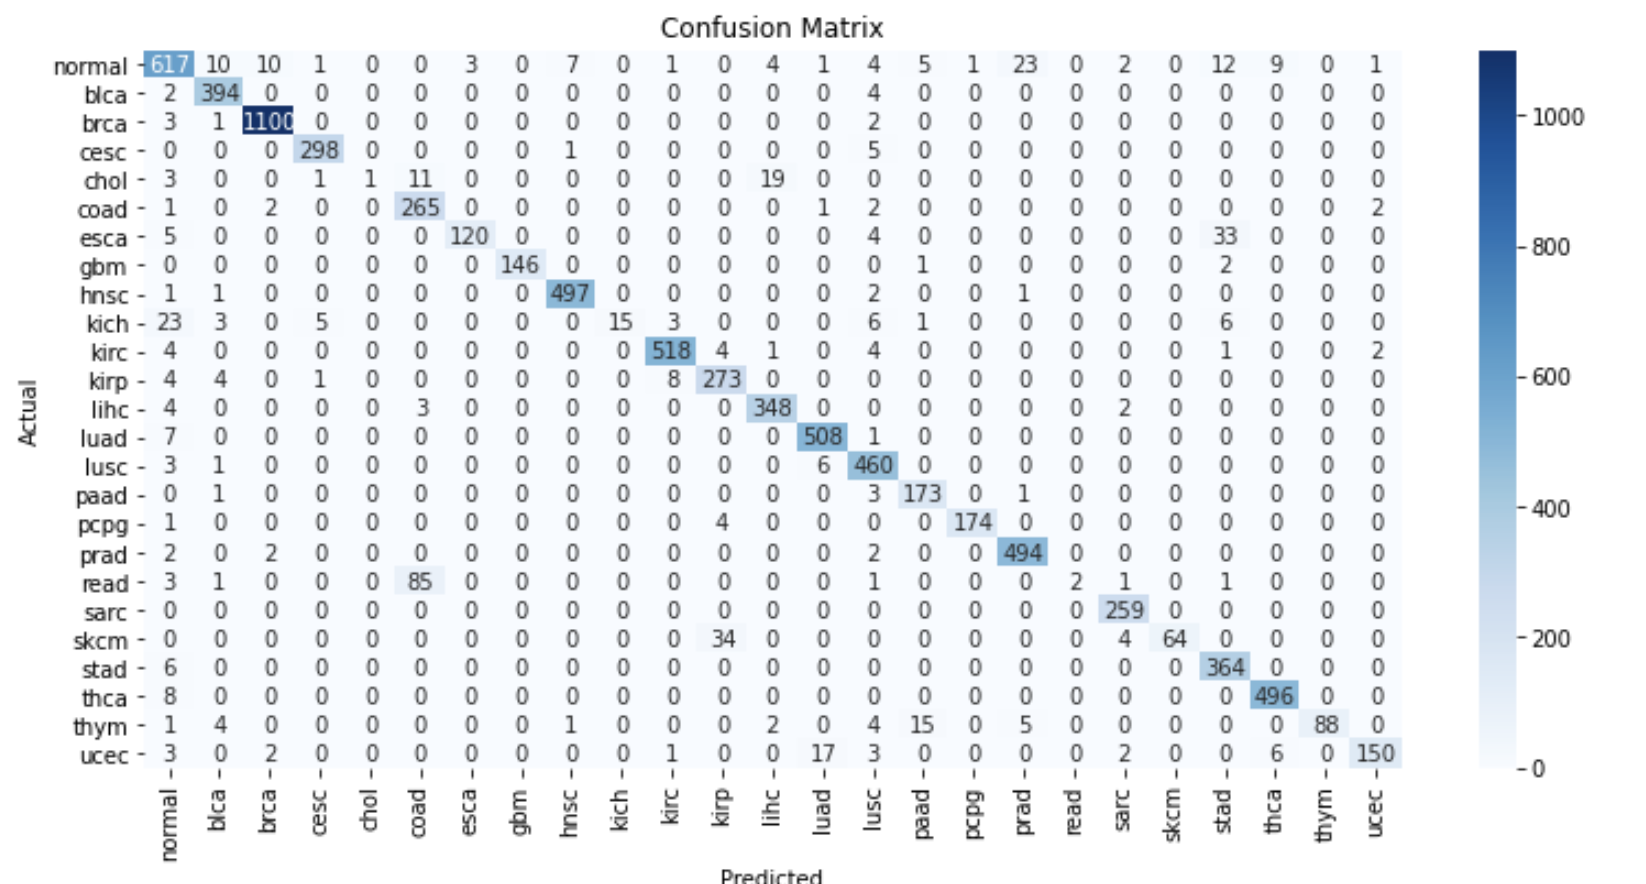 Confusion Matrix
normal 617 10 10 1 0 0 3 0 7 0 1 0 4 1 4 5 1 23 0 2 0 12 9 0 1
blca 2 394 0 0 0 0 0 0 0 0 0 0 0 0 4 0 0 0 0 0 0 0 0 0 0
brca 3 1 1100 0 0 0 0 0 0 0 0 0 0 0 2 0 0 0 0 0 0 0 0 0 0
cesc 0 0 0 298 0 0 0 0 1 0 0 0 0 0 5 0 0 0 0 0 0 0 0 0 0
chol 3 0 0 1 1 11 0 0 0 0 0 0 19 0 0 0 0 0 0 0 0 0 0 0 0
coad 1 0 2 0 0 265 0 0 0 0 0 0 0 1 2 0 0 0 0 0 0 0 0 0 2
esca 5 0 0 0 0 0 120 0 0 0 0 0 0 0 4 0 0 0 0 0 0 33 0 0 0
gbm 0 0 0 0 0 0 0 146 0 0 0 0 0 0 0 1 0 0 0 0 0 2 0 0 0
hnsc 1 1 0 0 0 0 0 0 497 0 0 0 0 0 2 0 0 1 0 0 0 0 0 0 0
kich 23 3 0 5 0 0 0 0 0 15 3 0 0 0 6 1 0 0 0 0 0 6 0 0 0
kirc 4 0 0 0 0 0 0 0 0 0 518 4 1 0 4 0 0 0 0 0 0 1 0 0 2
kirp 4 4 0 1 0 0 0 0 0 0 8 273 0 0 0 0 0 0 0 0 0 0 0 0 0
lihc 4 0 0 0 0 3 0 0 0 0 0 0 348 0 0 0 0 0 0 2 0 0 0 0 0
luad 7 0 0 0 0 0 0 0 0 0 0 0 0 508 1 0 0 0 0 0 0 0 0 0 0
lusc 3 1 0 0 0 0 0 0 0 0 0 0 0 6 460 0 0 0 0 0 0 0 0 0 0
paad 0 1 0 0 0 0 0 0 0 0 0 0 0 0 3 173 0 1 0 0 0 0 0 0 0
pcpg 1 0 0 0 0 0 0 0 0 0 0 4 0 0 0 0 174 0 0 0 0 0 0 0 0
prad 2 0 2 0 0 0 0 0 0 0 0 0 0 0 2 0 0 494 0 0 0 0 0 0 0
read 3 1 0 0 0 85 0 0 0 0 0 0 0 0 1 0 0 0 2 1 0 1 0 0 0
sarc 0 0 0 0 0 0 0 0 0 0 0 0 0 0 0 0 0 0 0 259 0 0 0 0 0
skcm 0 0 0 0 0 0 0 0 0 0 0 34 0 0 0 0 0 0 0 4 64 0 0 0 0
stad 6 0 0 0 0 0 0 0 0 0 0 0 0 0 0 0 0 0 0 0 0 364 0 0 0
thca 8 0 0 0 0 0 0 0 0 0 0 0 0 0 0 0 0 0 0 0 0 0 496 0 0
thym 1 4 0 0 0 0 0 0 1 0 0 0 2 0 4 15 0 5 0 0 0 0 0 88 0
ucec 3 0 2 0 0 0 0 0 0 0 1 0 0 17 3 0 0 0 0 2 0 0 6 0 150
normal blca brca cesc chol coad esca gbm hnsc kich kirc kirp lihc luad lusc paad pcpg prad read sarc skcm stad thca thym ucec
Predicted
Actual
1000
800
600
400
200
0